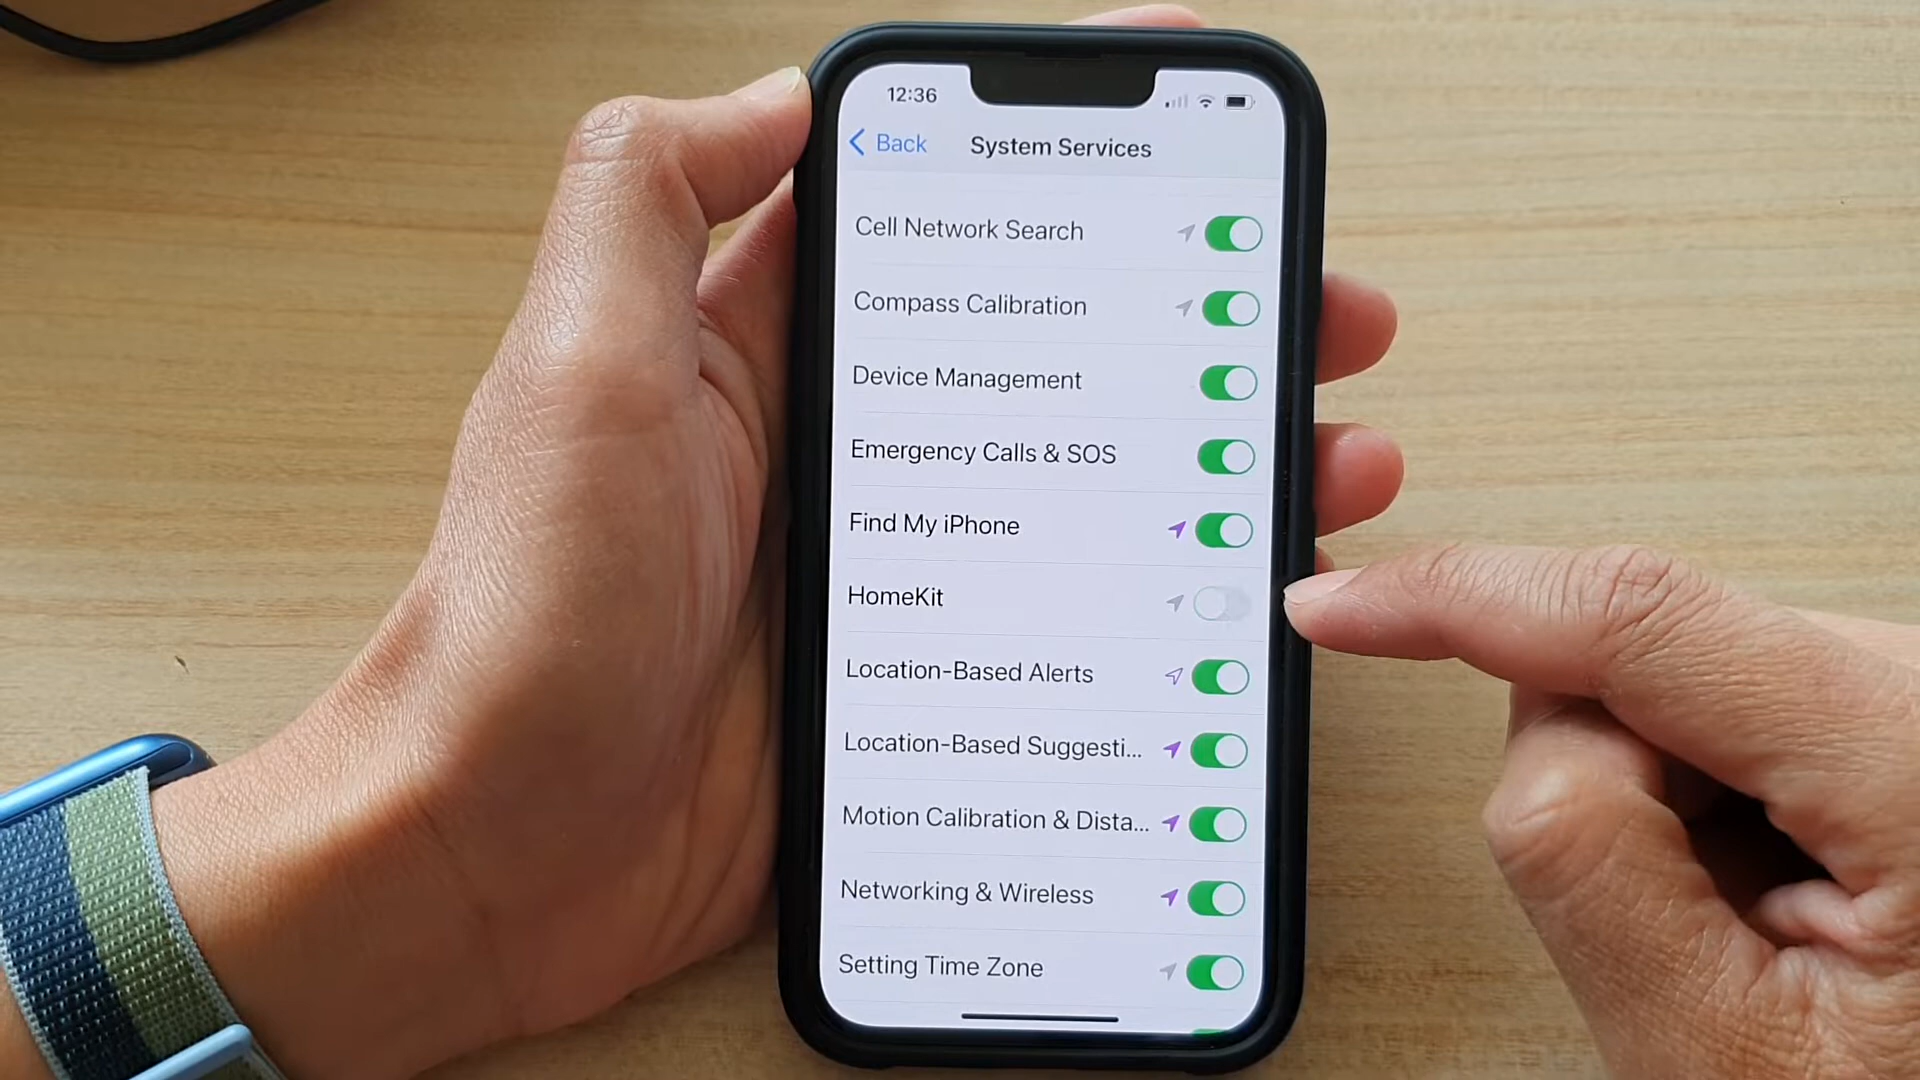 12:36
Back
System Services
Cell Network Search
Compass Calibration
Device Management
Emergency Calls & SOS
Find My iPhone
HomeKit
Location-Based Alerts
Location-Based Suggesti...
Motion Calibration & Dista...
Networking & Wireless
Setting Time Zone